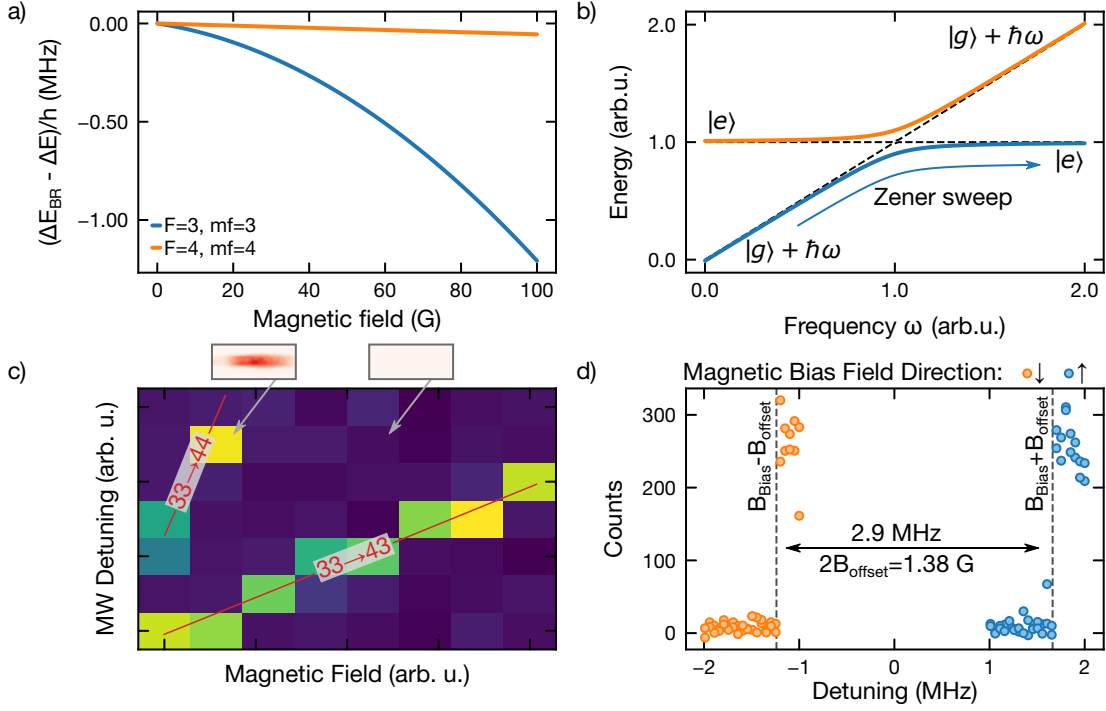 a)
0.00
−0.50
−1.00
(ΔE_BR - ΔE)/h (MHz)
F=3, mf=3
F=4, mf=4
0
20
40
60
80
100
Magnetic field (G)
b)
2.0
1.0
0.0
Energy (arb.u.)
|g⟩ + ħω
|e⟩
|e⟩
Zener sweep
|g⟩ + ħω
0.0
1.0
2.0
Frequency ω (arb.u.)
c)
MW Detuning (arb. u.)
33→44
33→43
Magnetic Field (arb. u.)
d)
Magnetic Bias Field Direction: ↓ ↑
300
200
100
0
Counts
B_Bias-B_offset
B_Bias+B_offset
2.9 MHz
2B_offset=1.38 G
−2
−1
0
1
2
Detuning (MHz)